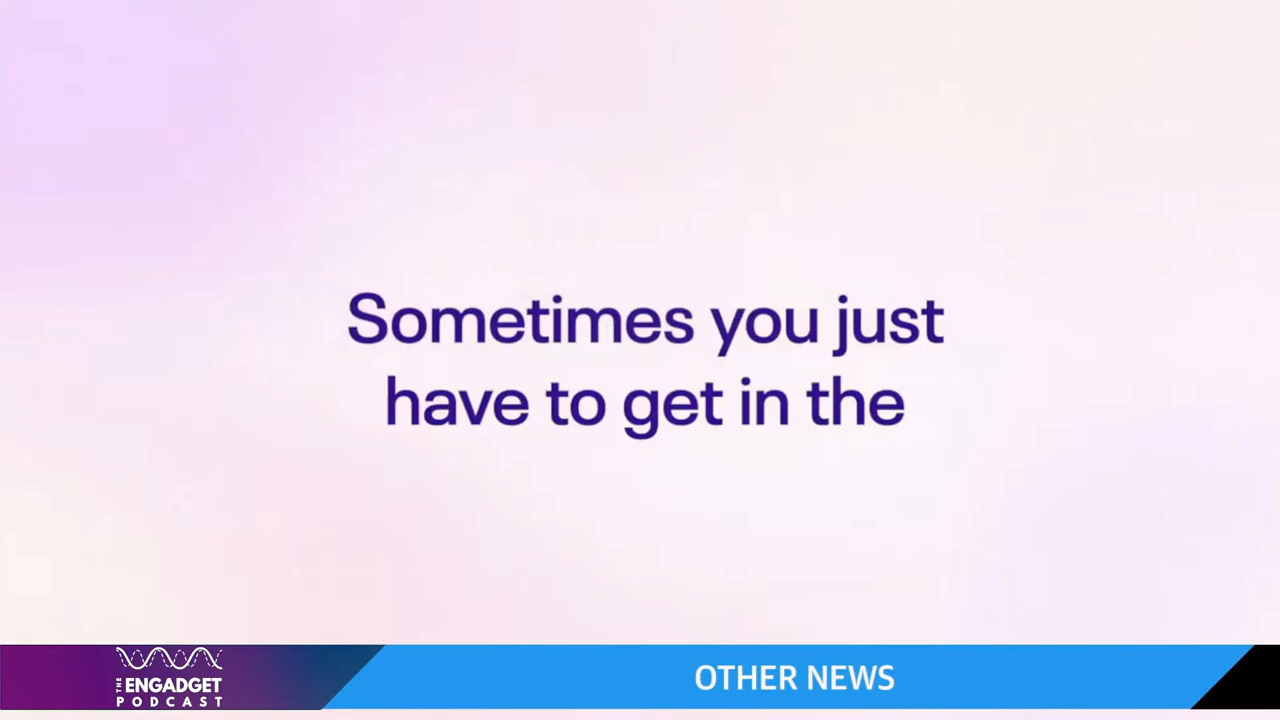 Sometimes you just
have to get in the
THE
ENGADGET
PODCAST
OTHER NEWS